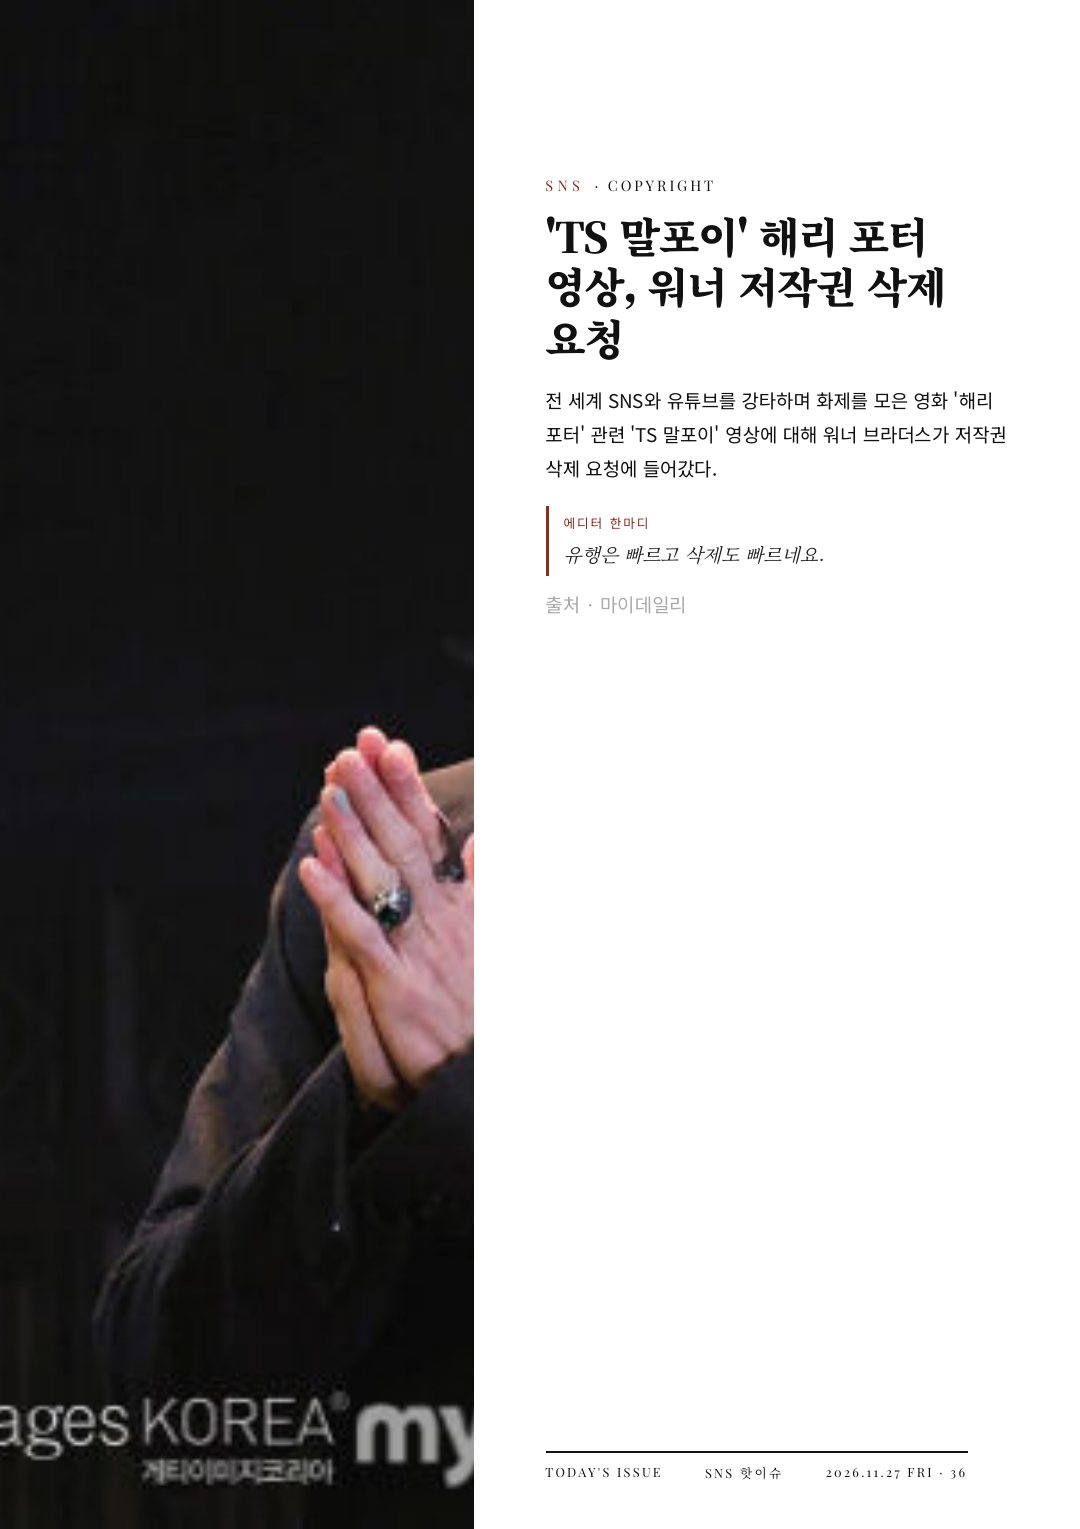 SNS · COPYRIGHT
'TS 말포이' 해리 포터
영상, 워너 저작권 삭제
요청
전 세계 SNS와 유튜브를 강타하며 화제를 모은 영화 '해리
포터' 관련 'TS 말포이' 영상에 대해 워너 브라더스가 저작권
삭제 요청에 들어갔다.
에디터 한마디
유행은 빠르고 삭제도 빠르네요.
출처 · 마이데일리
ages KOREA® my
게티이미지코리아
TODAY'S ISSUE SNS 핫이슈 2026.11.27 FRI · 36